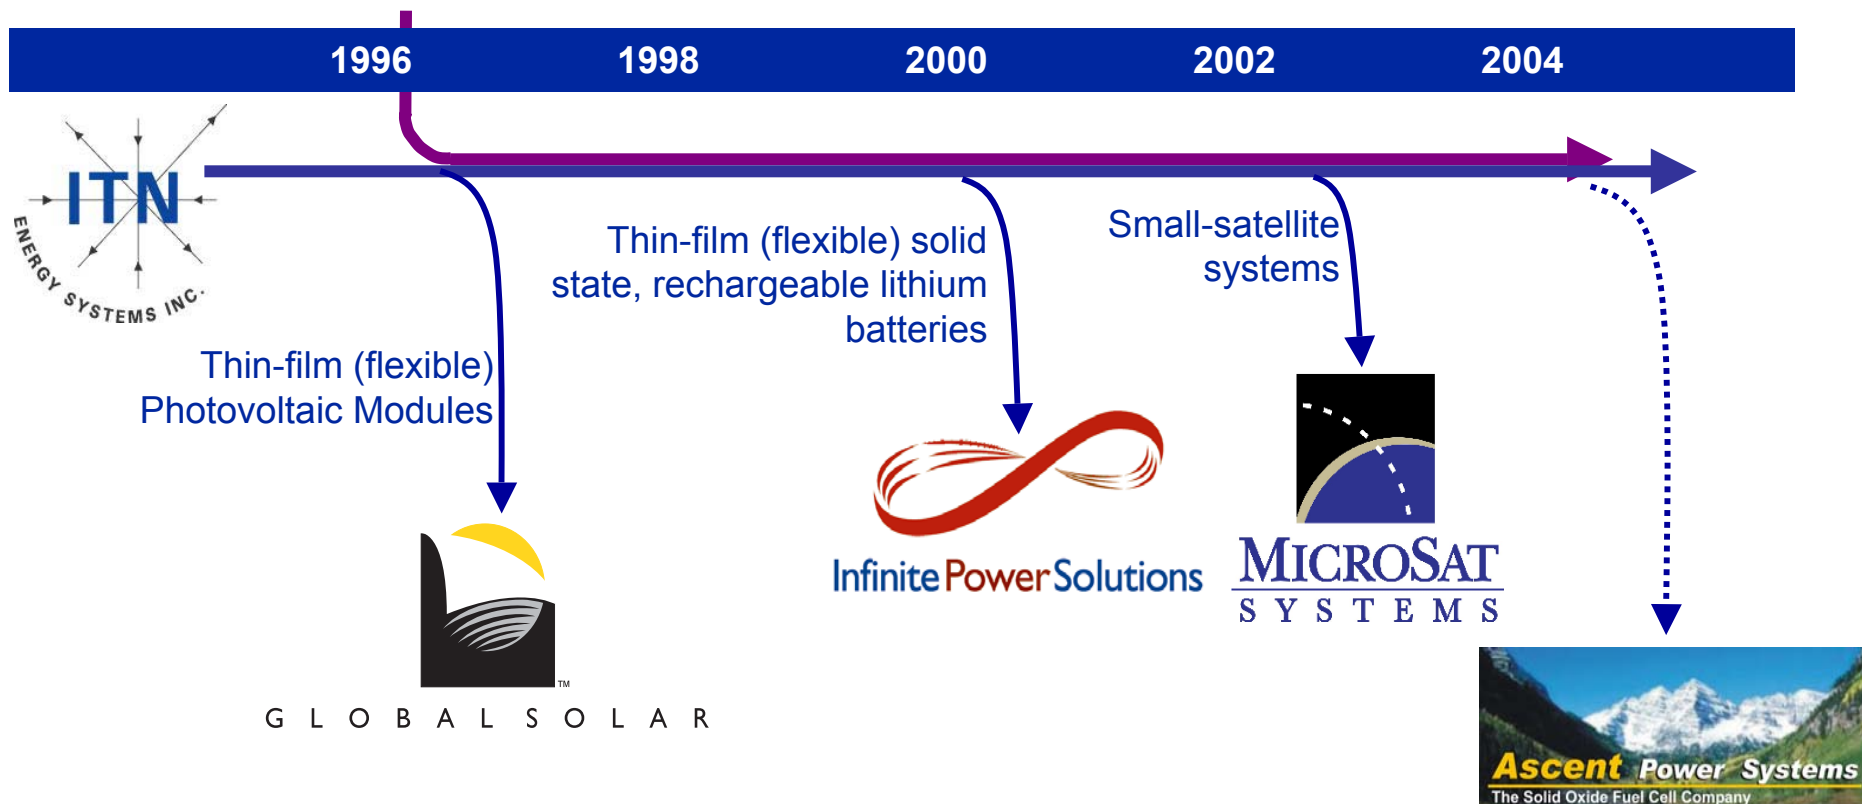 1996 1998 2000 2002 2004
ITN
ENERGY SYSTEMS INC.
Thin-film (flexible)
Photovoltaic Modules
GLOBAL SOLAR
TM
Thin-film (flexible) solid
state, rechargeable lithium
batteries
Infinite Power Solutions
Small-satellite
systems
MICROSAT
SYSTEMS
Ascent Power Systems
The Solid Oxide Fuel Cell Company